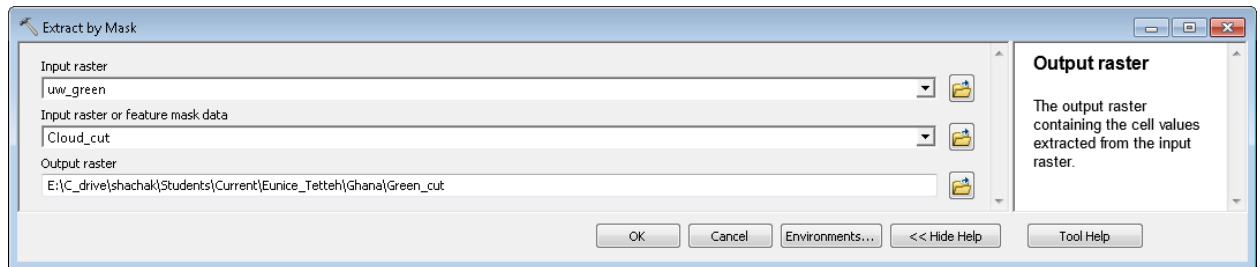 Extract by Mask
Input raster
uw_green
Input raster or feature mask data
Cloud_cut
Output raster
E:\C_drive\shachak\Students\Current\Eunice_Tetteh\Ghana\Green_cut
OK
Cancel
Environments...
<< Hide Help
Output raster
The output raster
containing the cell values
extracted from the input
raster.
Tool Help